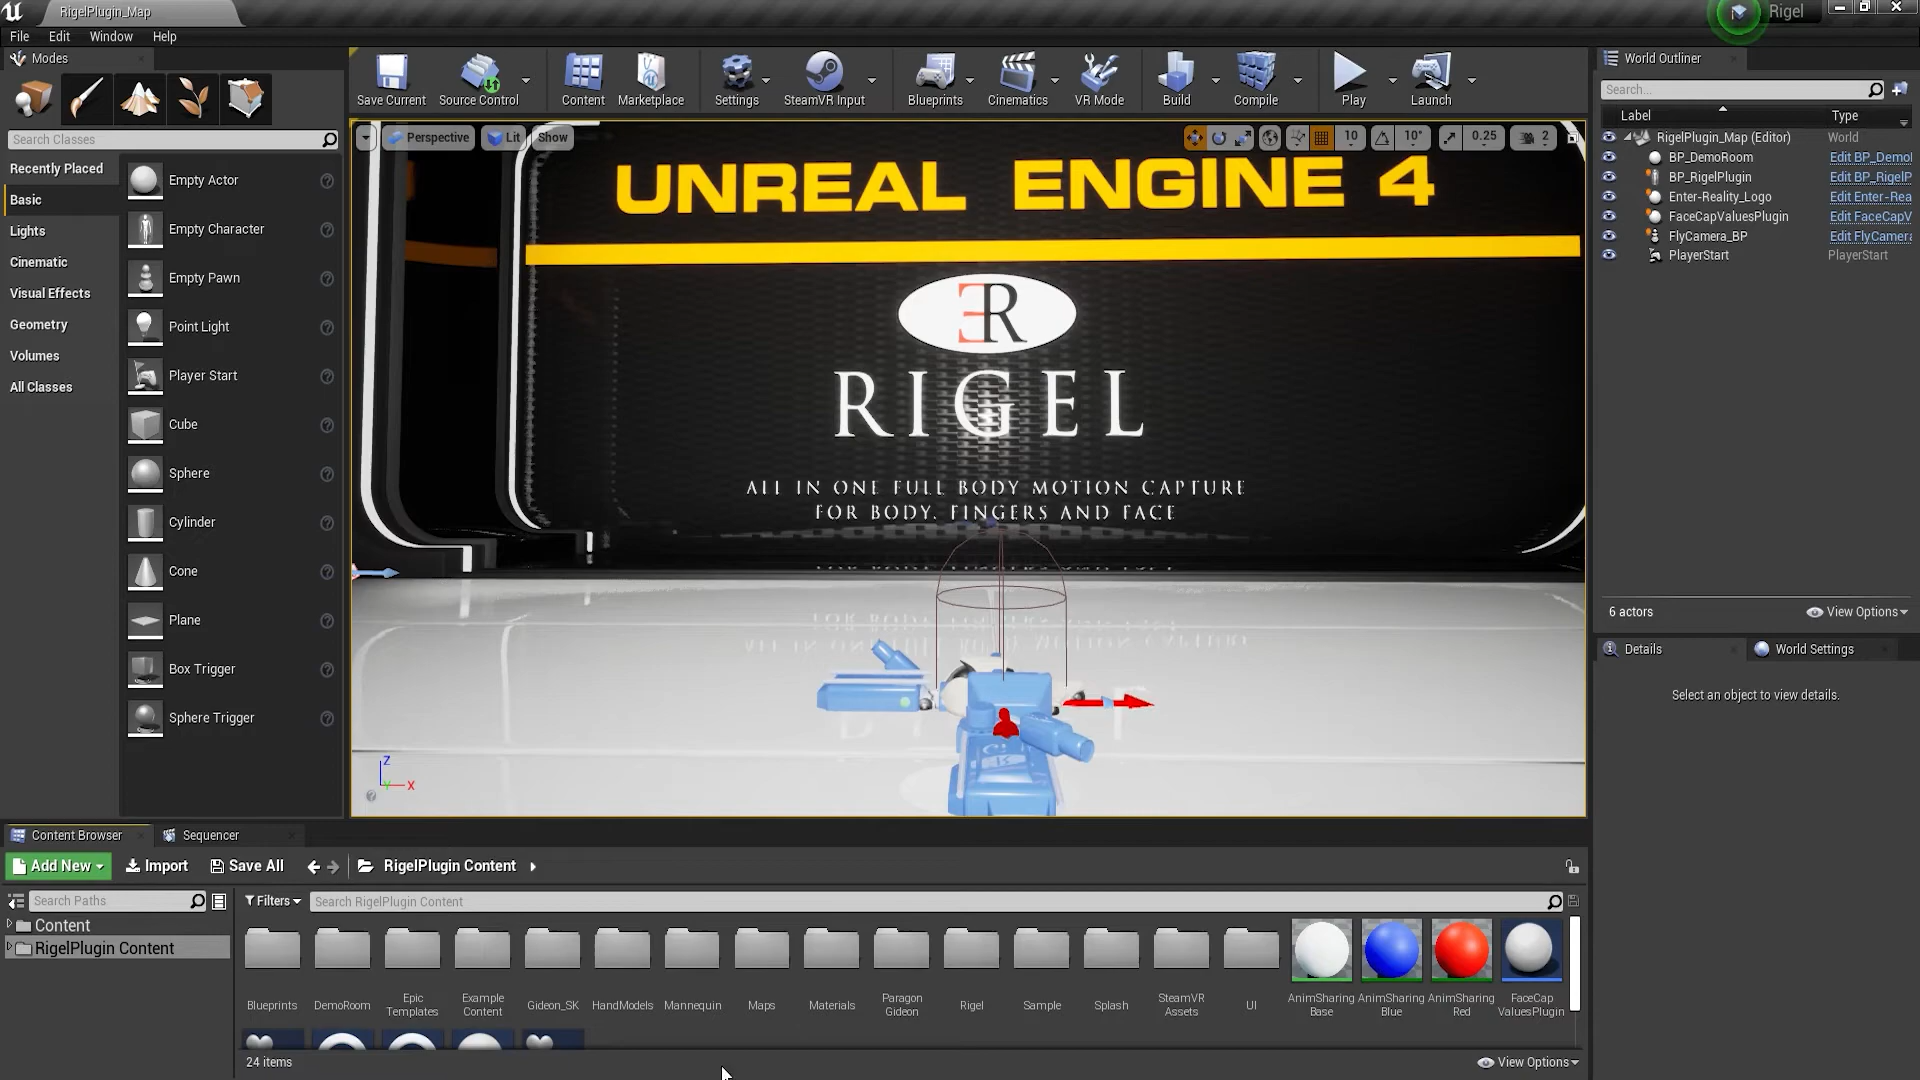 RigelPlugin_Map
Rigel
File Edit Window Help
Modes
Save Current
Source Control
Content
Marketplace
Settings
SteamVR Input
Blueprints
Cinematics
VR Mode
Build
Compile
Play
Launch
World Outliner
Search...
Label Type
RigelPlugin_Map (Editor) World
BP_DemoRoom Edit BP_Demo
BP_RigelPlugin Edit BP_RigelP
Enter-Reality_Logo Edit Enter-Rea
FaceCapValuesPlugin Edit FaceCapV
FlyCamera_BP Edit FlyCamera
PlayerStart PlayerStart
6 actors
View Options
Details
World Settings
Select an object to view details.
Search Classes
Recently Placed
Basic
Lights
Cinematic
Visual Effects
Geometry
Volumes
All Classes
Empty Actor
Empty Character
Empty Pawn
Point Light
Player Start
Cube
Sphere
Cylinder
Cone
Plane
Box Trigger
Sphere Trigger
Perspective
Lit
Show
10
10°
0.25
2
UNREAL ENGINE 4
ER
RIGEL
ALL IN ONE FULL BODY MOTION CAPTURE
FOR BODY, FINGERS AND FACE
Z
Y
X
Content Browser
Sequencer
Add New
Import
Save All
RigelPlugin Content
Search Paths
Filters
Search RigelPlugin Content
Content
RigelPlugin Content
Blueprints
DemoRoom
Epic
Templates
Example
Content
Gideon_SK
HandModels
Mannequin
Maps
Materials
Paragon
Gideon
Rigel
Sample
Splash
SteamVR
Assets
UI
AnimSharing
Base
AnimSharing
Blue
AnimSharing
Red
FaceCap
ValuesPlugin
24 items
View Options